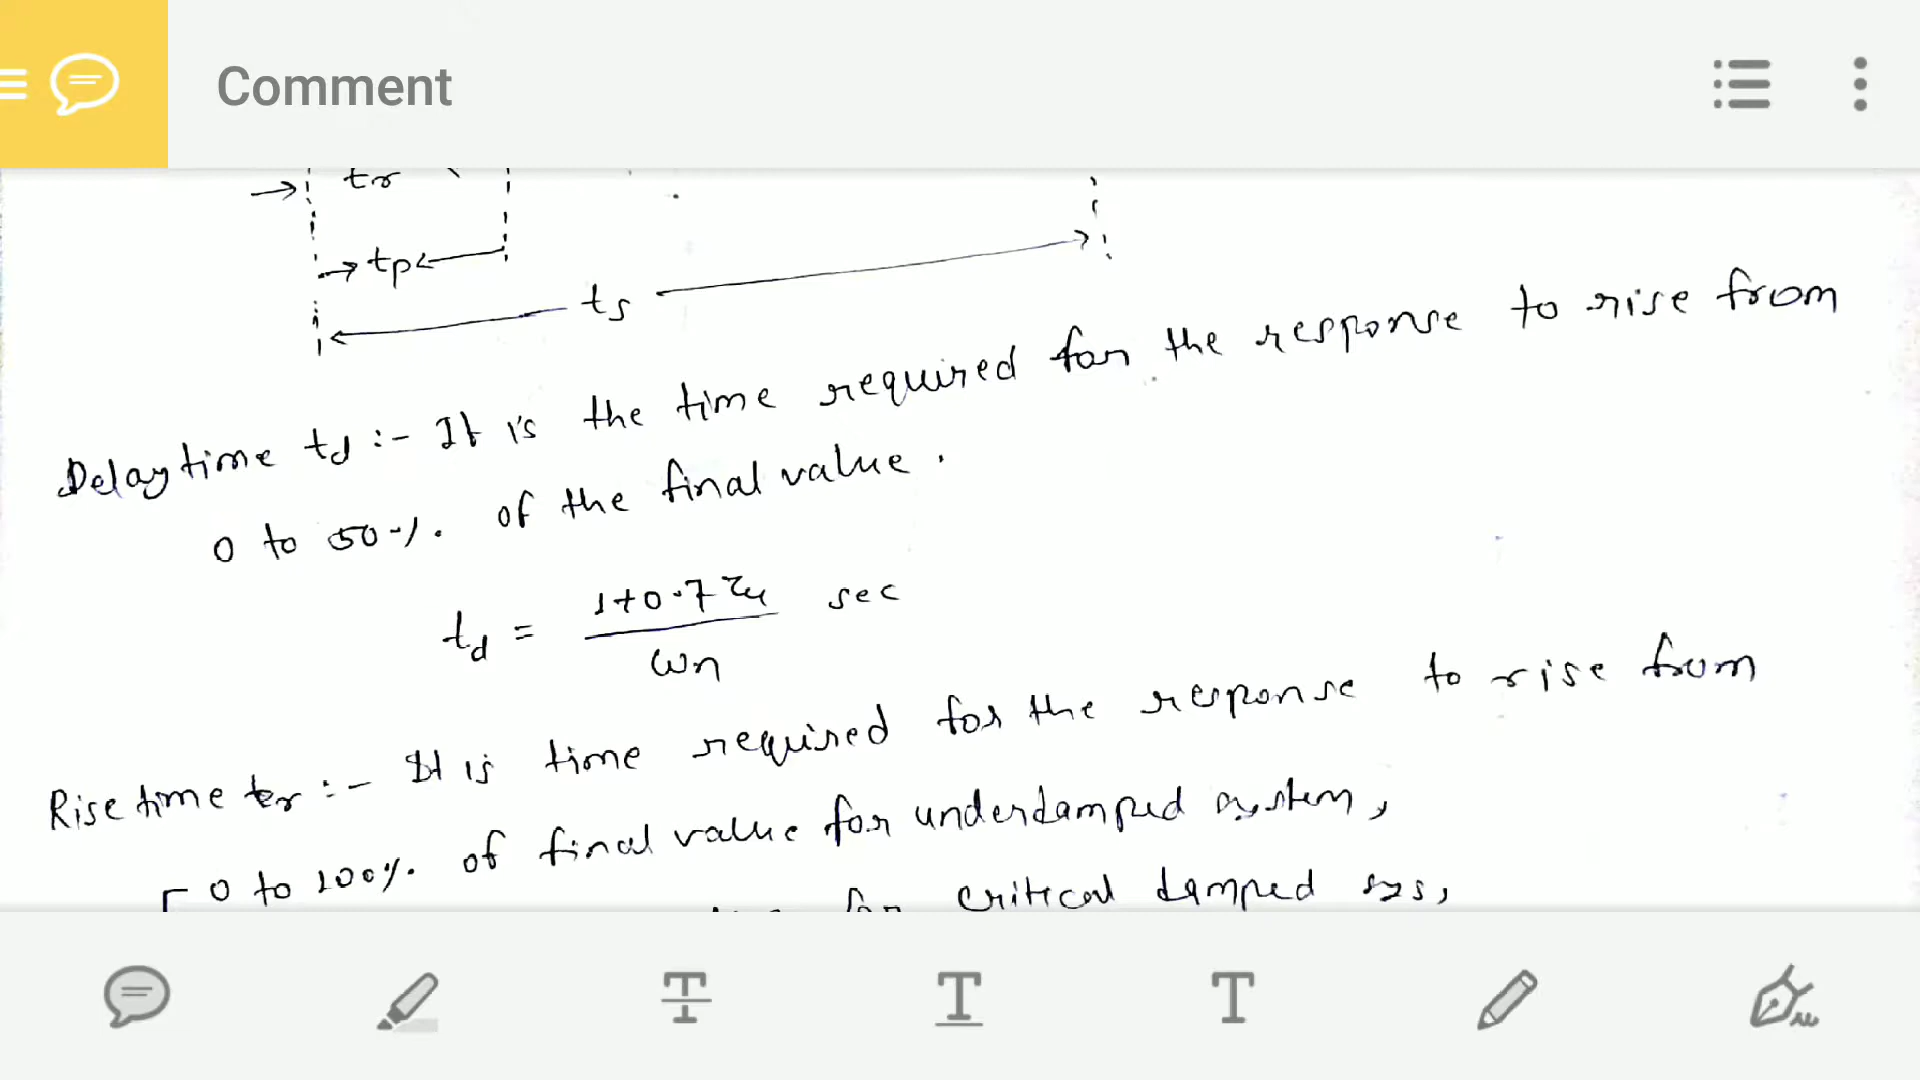 Comment
tr
tp
ts
Delay time td :- It is the time required for the response to rise from
0 to 50%. of the final value.
td = 1+0.7ζ / ωn sec
Rise time tr :- It is time required for the response to rise from
0 to 100%. of final value for underdamped system,
for critical damped sys,